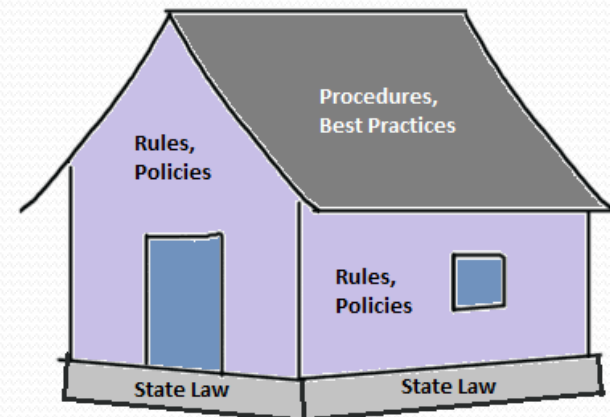 Procedures,
Best Practices
Rules,
Policies
Rules,
Policies
State Law
State Law